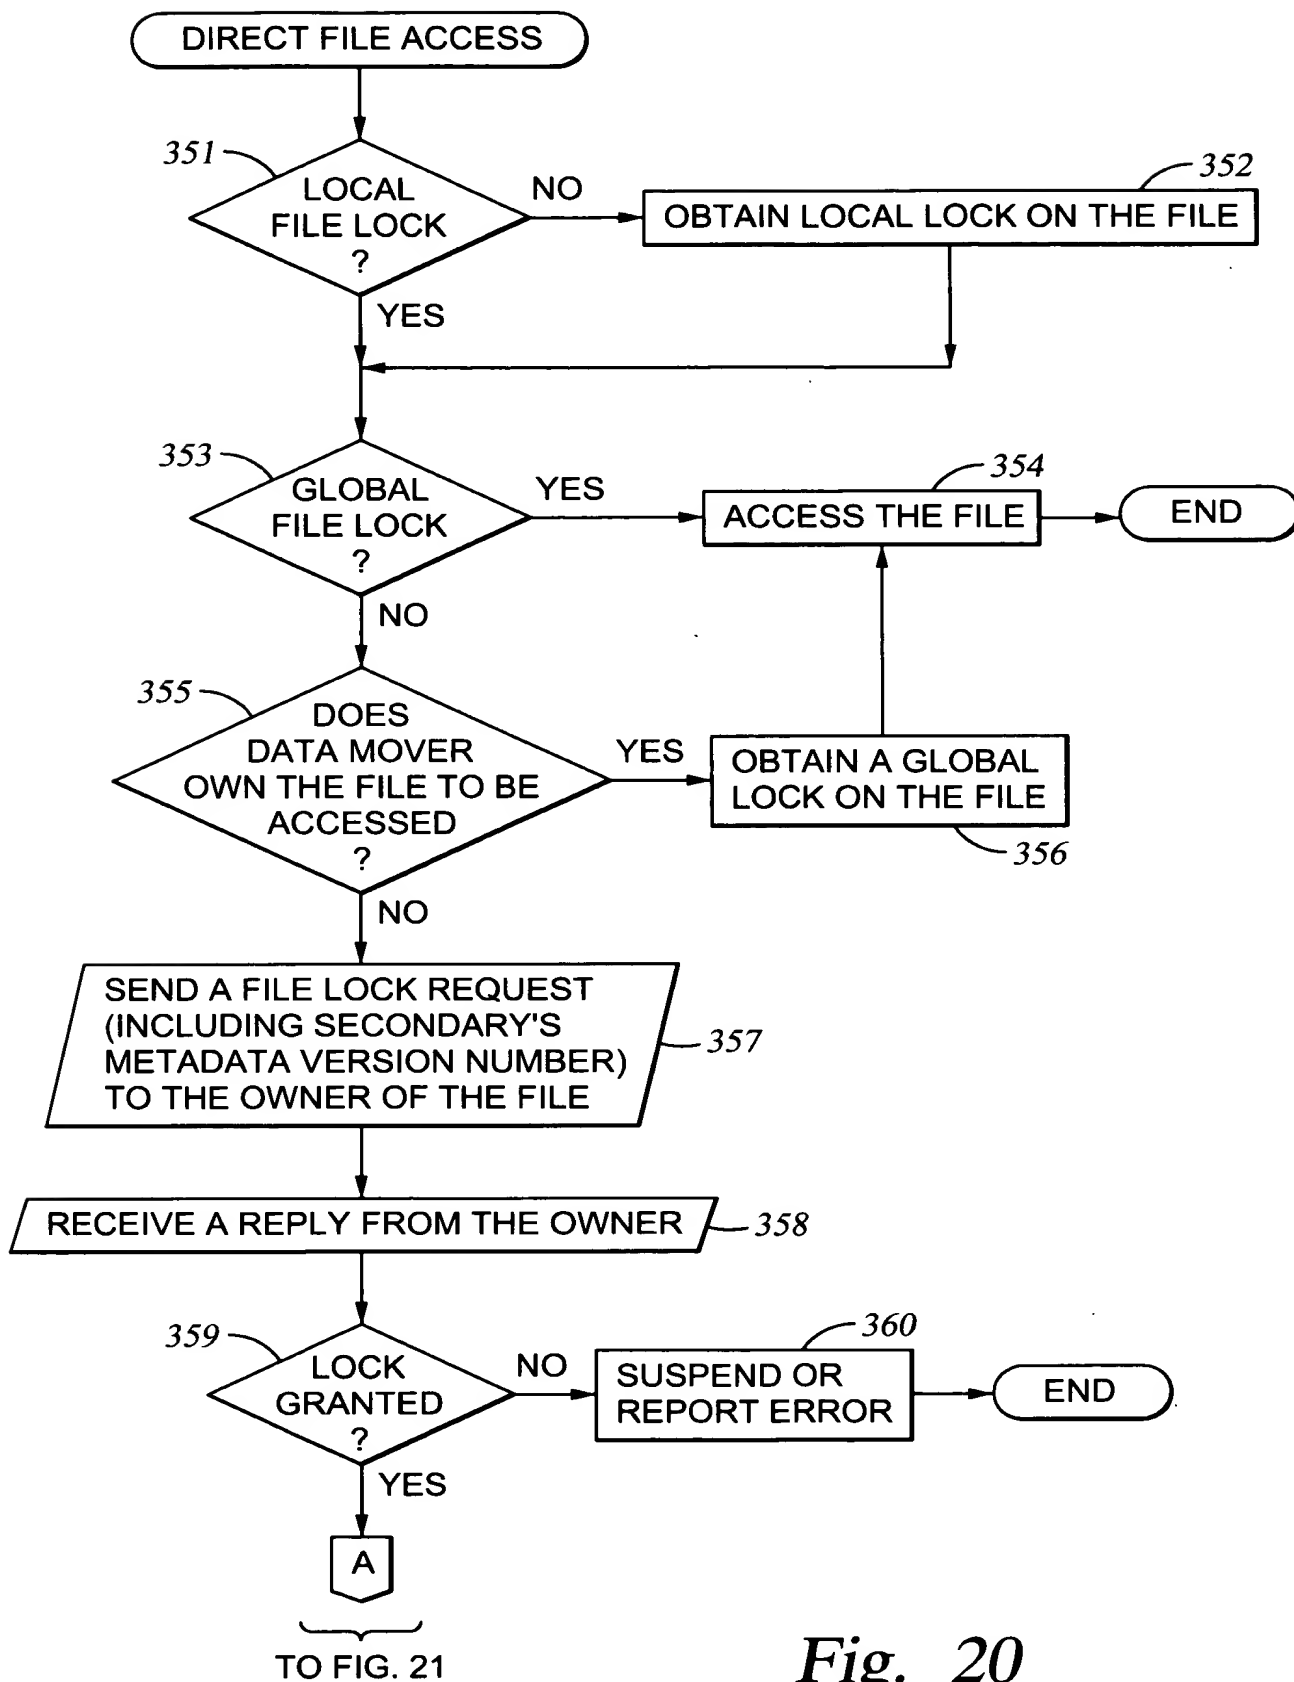 DIRECT FILE ACCESS
351
LOCAL
FILE LOCK
?
NO
352
OBTAIN LOCAL LOCK ON THE FILE
YES
353
GLOBAL
FILE LOCK
?
YES
354
ACCESS THE FILE
END
NO
355
DOES
DATA MOVER
OWN THE FILE TO BE
ACCESSED
?
YES
OBTAIN A GLOBAL
LOCK ON THE FILE
356
NO
SEND A FILE LOCK REQUEST
(INCLUDING SECONDARY'S
METADATA VERSION NUMBER)
TO THE OWNER OF THE FILE
357
RECEIVE A REPLY FROM THE OWNER
358
359
LOCK
GRANTED
?
NO
360
SUSPEND OR
REPORT ERROR
END
YES
A
TO FIG. 21
Fig. 20